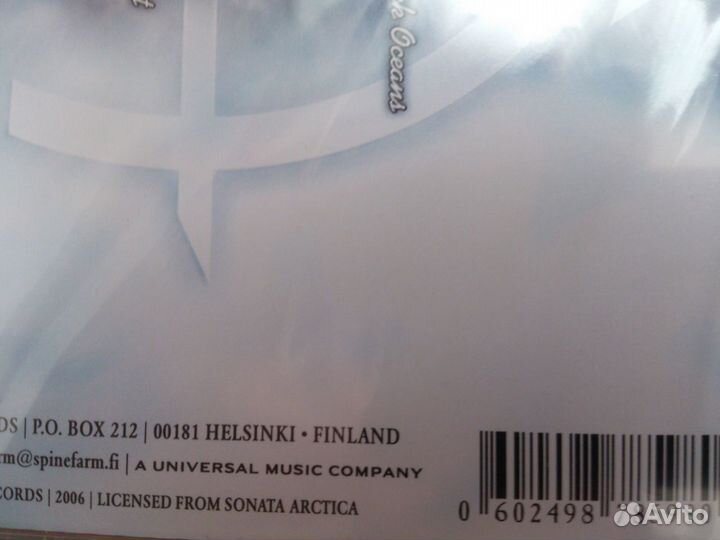 k Oceans
DS | P.O. BOX 212 | 00181 HELSINKI • FINLAND
rm@spinefarm.fi | A UNIVERSAL MUSIC COMPANY
CORDS | 2006 | LICENSED FROM SONATA ARCTICA
0 602498
Avito